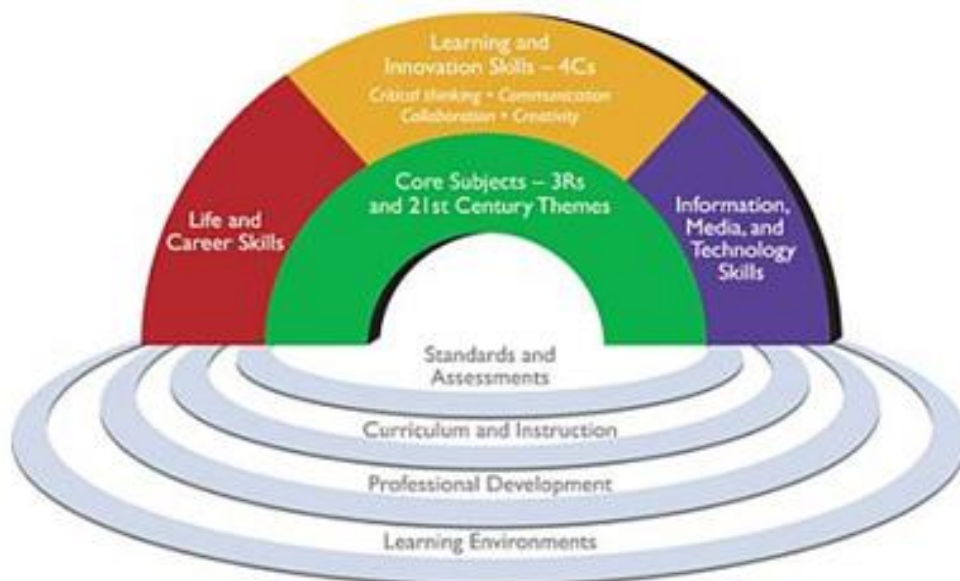 Learning and
Innovation Skills – 4Cs
Critical thinking • Communication
Collaboration • Creativity
Core Subjects – 3Rs
and 21st Century Themes
Life and
Career Skills
Information,
Media, and
Technology
Skills
Standards and
Assessments
Curriculum and Instruction
Professional Development
Learning Environments